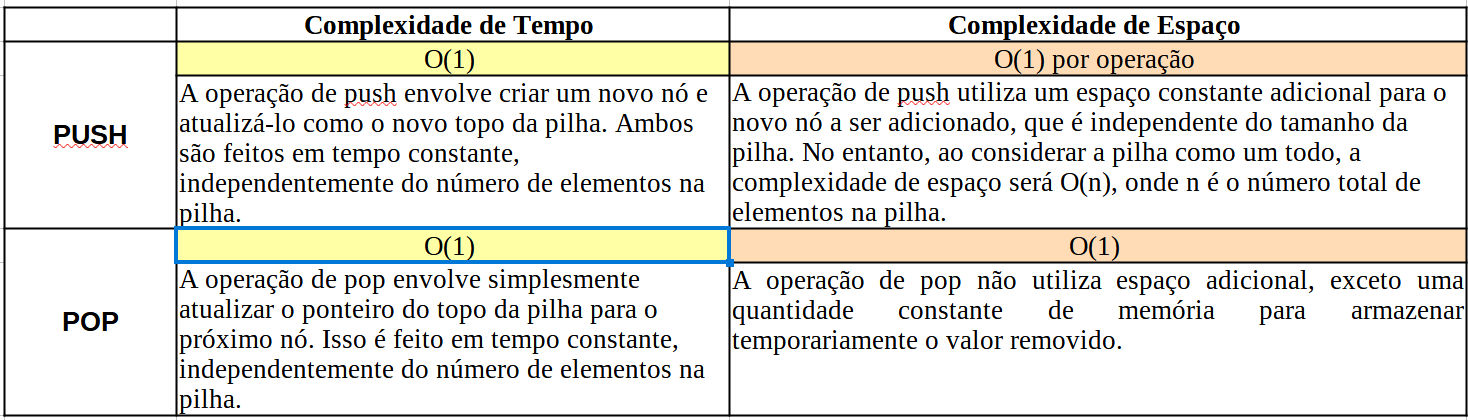 Complexidade de Tempo
Complexidade de Espaço
PUSH
O(1)
A operação de push envolve criar um novo nó e
atualizá-lo como o novo topo da pilha. Ambos
são feitos em tempo constante,
independentemente do número de elementos na
pilha.
O(1) por operação
A operação de push utiliza um espaço constante adicional para o
novo nó a ser adicionado, que é independente do tamanho da
pilha. No entanto, ao considerar a pilha como um todo, a
complexidade de espaço será O(n), onde n é o número total de
elementos na pilha.
POP
O(1)
A operação de pop envolve simplesmente
atualizar o ponteiro do topo da pilha para o
próximo nó. Isso é feito em tempo constante,
independentemente do número de elementos na
pilha.
O(1)
A operação de pop não utiliza espaço adicional, exceto uma
quantidade constante de memória para armazenar
temporariamente o valor removido.